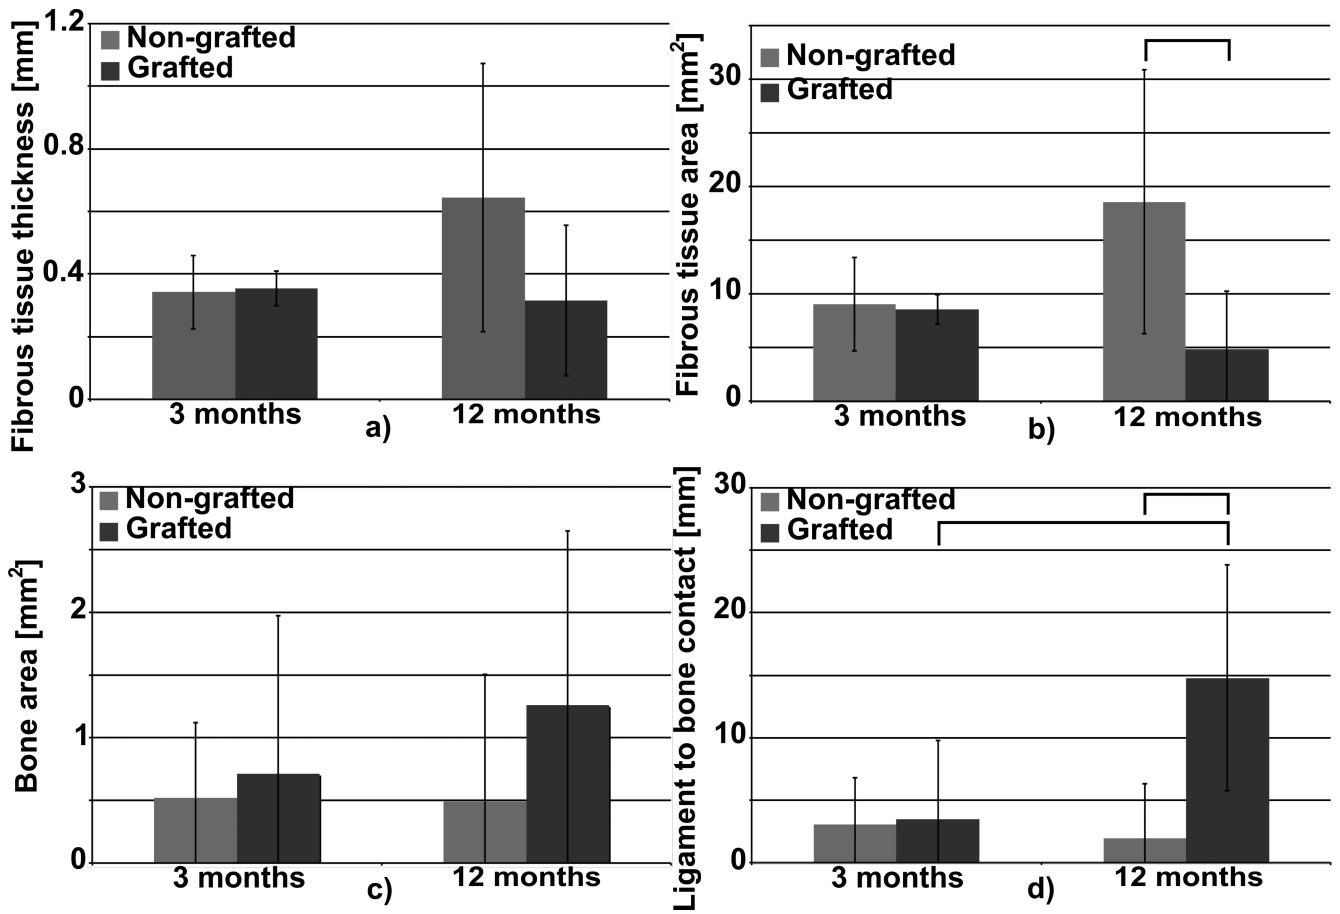 Fibrous tissue thickness [mm]
1.2
0.8
0.4
0
Non-grafted
Grafted
3 months
12 months
a)
Fibrous tissue area [mm²]
30
20
10
0
Non-grafted
Grafted
3 months
12 months
b)
Bone area [mm²]
3
2
1
0
Non-grafted
Grafted
3 months
12 months
c)
Ligament to bone contact [mm]
30
20
10
0
Non-grafted
Grafted
3 months
12 months
d)